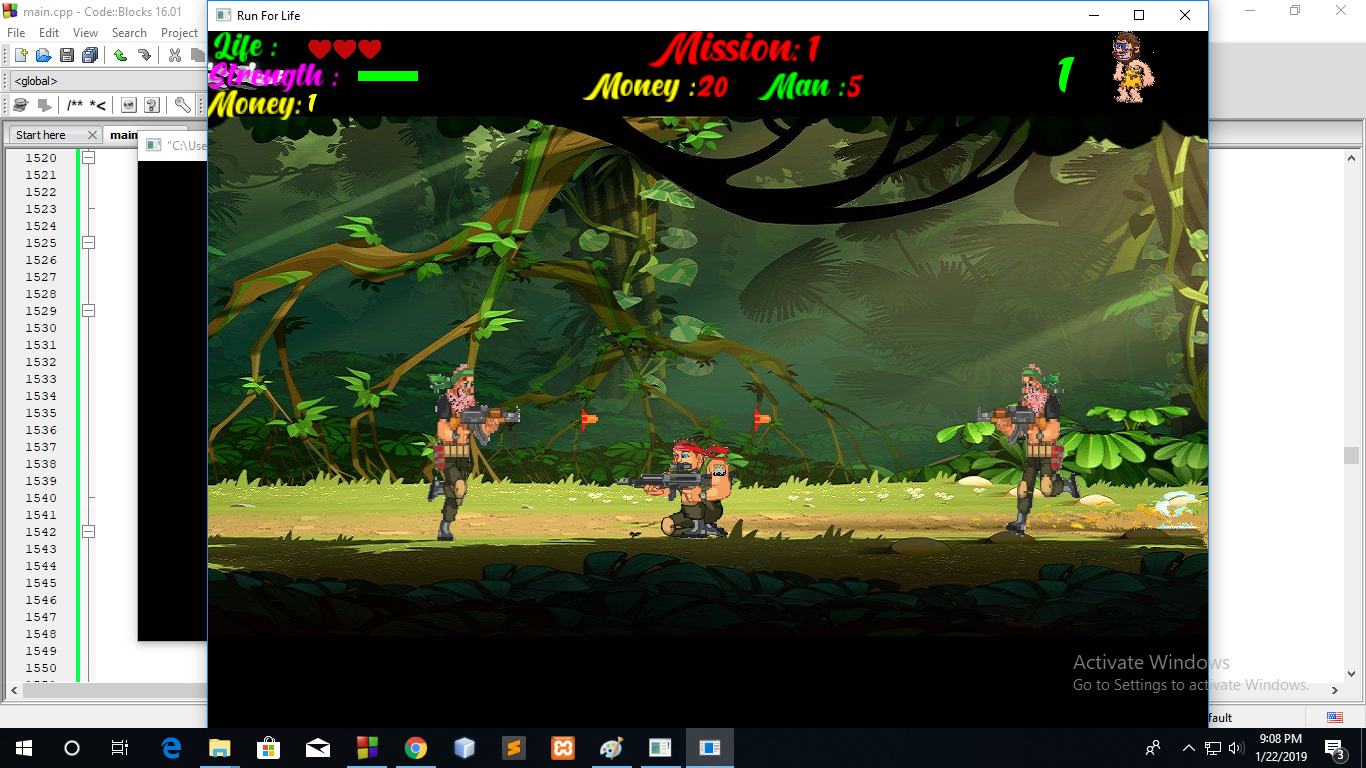 main.cpp - Code::Blocks 16.01
File Edit View Search Project
<global>
/** *<
Start here
main
"C:\Use
1520
1521
1522
1523
1524
1525
1526
1527
1528
1529
1530
1531
1532
1533
1534
1535
1536
1537
1538
1539
1540
1541
1542
1543
1544
1545
1546
1547
1548
1549
1550
Run For Life
Life :
Strength :
Money: 1
Mission: 1
Money :20 Man :5
1
Activate Windows
Go to Settings to activate Windows.
fault
9:08 PM
1/22/2019
3